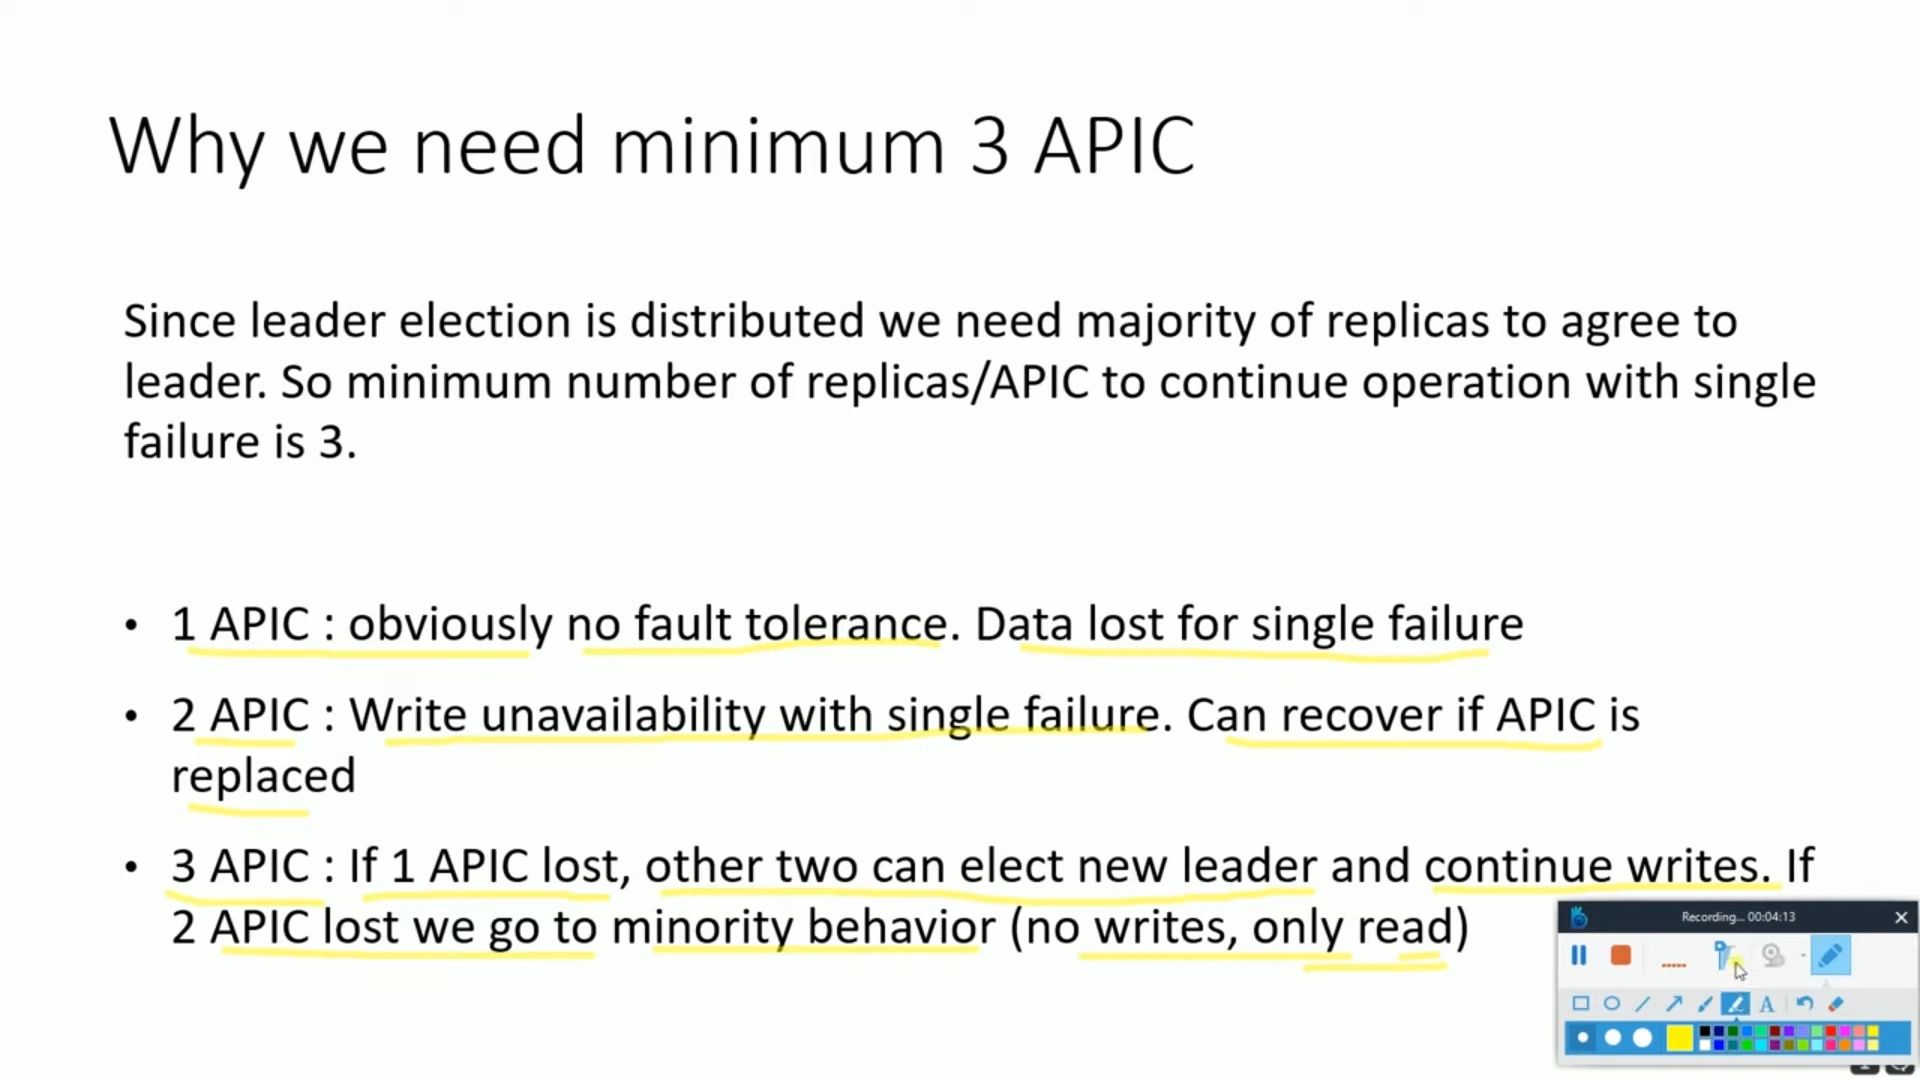 Why we need minimum 3 APIC
Since leader election is distributed we need majority of replicas to agree to
leader. So minimum number of replicas/APIC to continue operation with single
failure is 3.
• 1 APIC : obviously no fault tolerance. Data lost for single failure
• 2 APIC : Write unavailability with single failure. Can recover if APIC is
replaced
• 3 APIC : If 1 APIC lost, other two can elect new leader and continue writes. If
2 APIC lost we go to minority behavior (no writes, only read)
Recording... 00:04:13
A